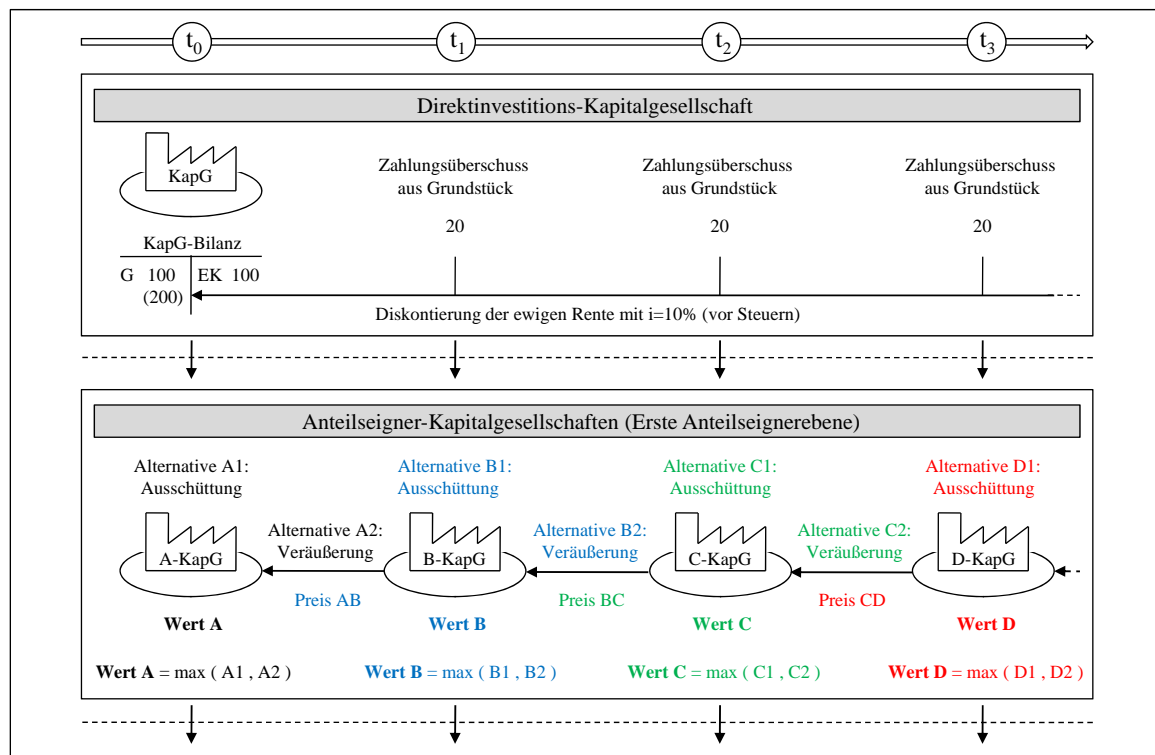 t0 t1 t2 t3
Direktinvestitions-Kapitalgesellschaft
KapG
Zahlungsüberschuss
aus Grundstück
20
Zahlungsüberschuss
aus Grundstück
20
Zahlungsüberschuss
aus Grundstück
20
KapG-Bilanz
G 100 EK 100
(200)
Diskontierung der ewigen Rente mit i=10% (vor Steuern)
Anteilseigner-Kapitalgesellschaften (Erste Anteilseignerebene)
Alternative A1:
Ausschüttung
A-KapG
Alternative A2:
Veräußerung
Preis AB
Wert A
Wert A = max ( A1 , A2 )
Alternative B1:
Ausschüttung
B-KapG
Alternative B2:
Veräußerung
Preis BC
Wert B
Wert B = max ( B1 , B2 )
Alternative C1:
Ausschüttung
C-KapG
Alternative C2:
Veräußerung
Preis CD
Wert C
Wert C = max ( C1 , C2 )
Alternative D1:
Ausschüttung
D-KapG
Wert D
Wert D = max ( D1 , D2 )